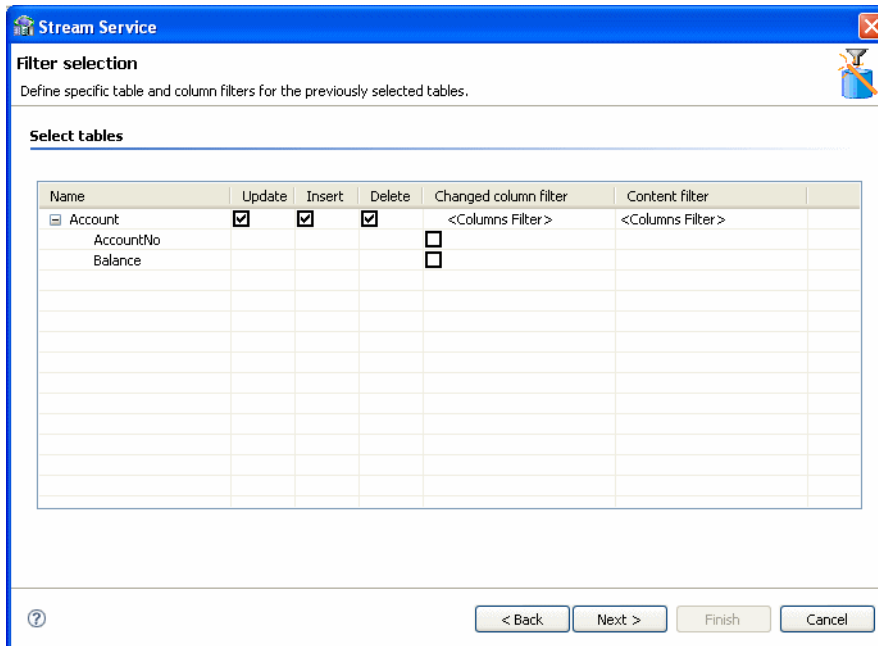 Stream Service
Filter selection
Define specific table and column filters for the previously selected tables.
Select tables
Name Update Insert Delete Changed column filter Content filter
Account <Columns Filter> <Columns Filter>
AccountNo
Balance
? < Back Next > Finish Cancel